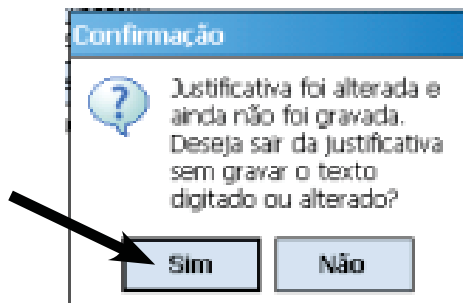 Confirmação
Justificativa foi alterada e
ainda não foi gravada.
Deseja sair da justificativa
sem gravar o texto
digitado ou alterado?
Sim Não